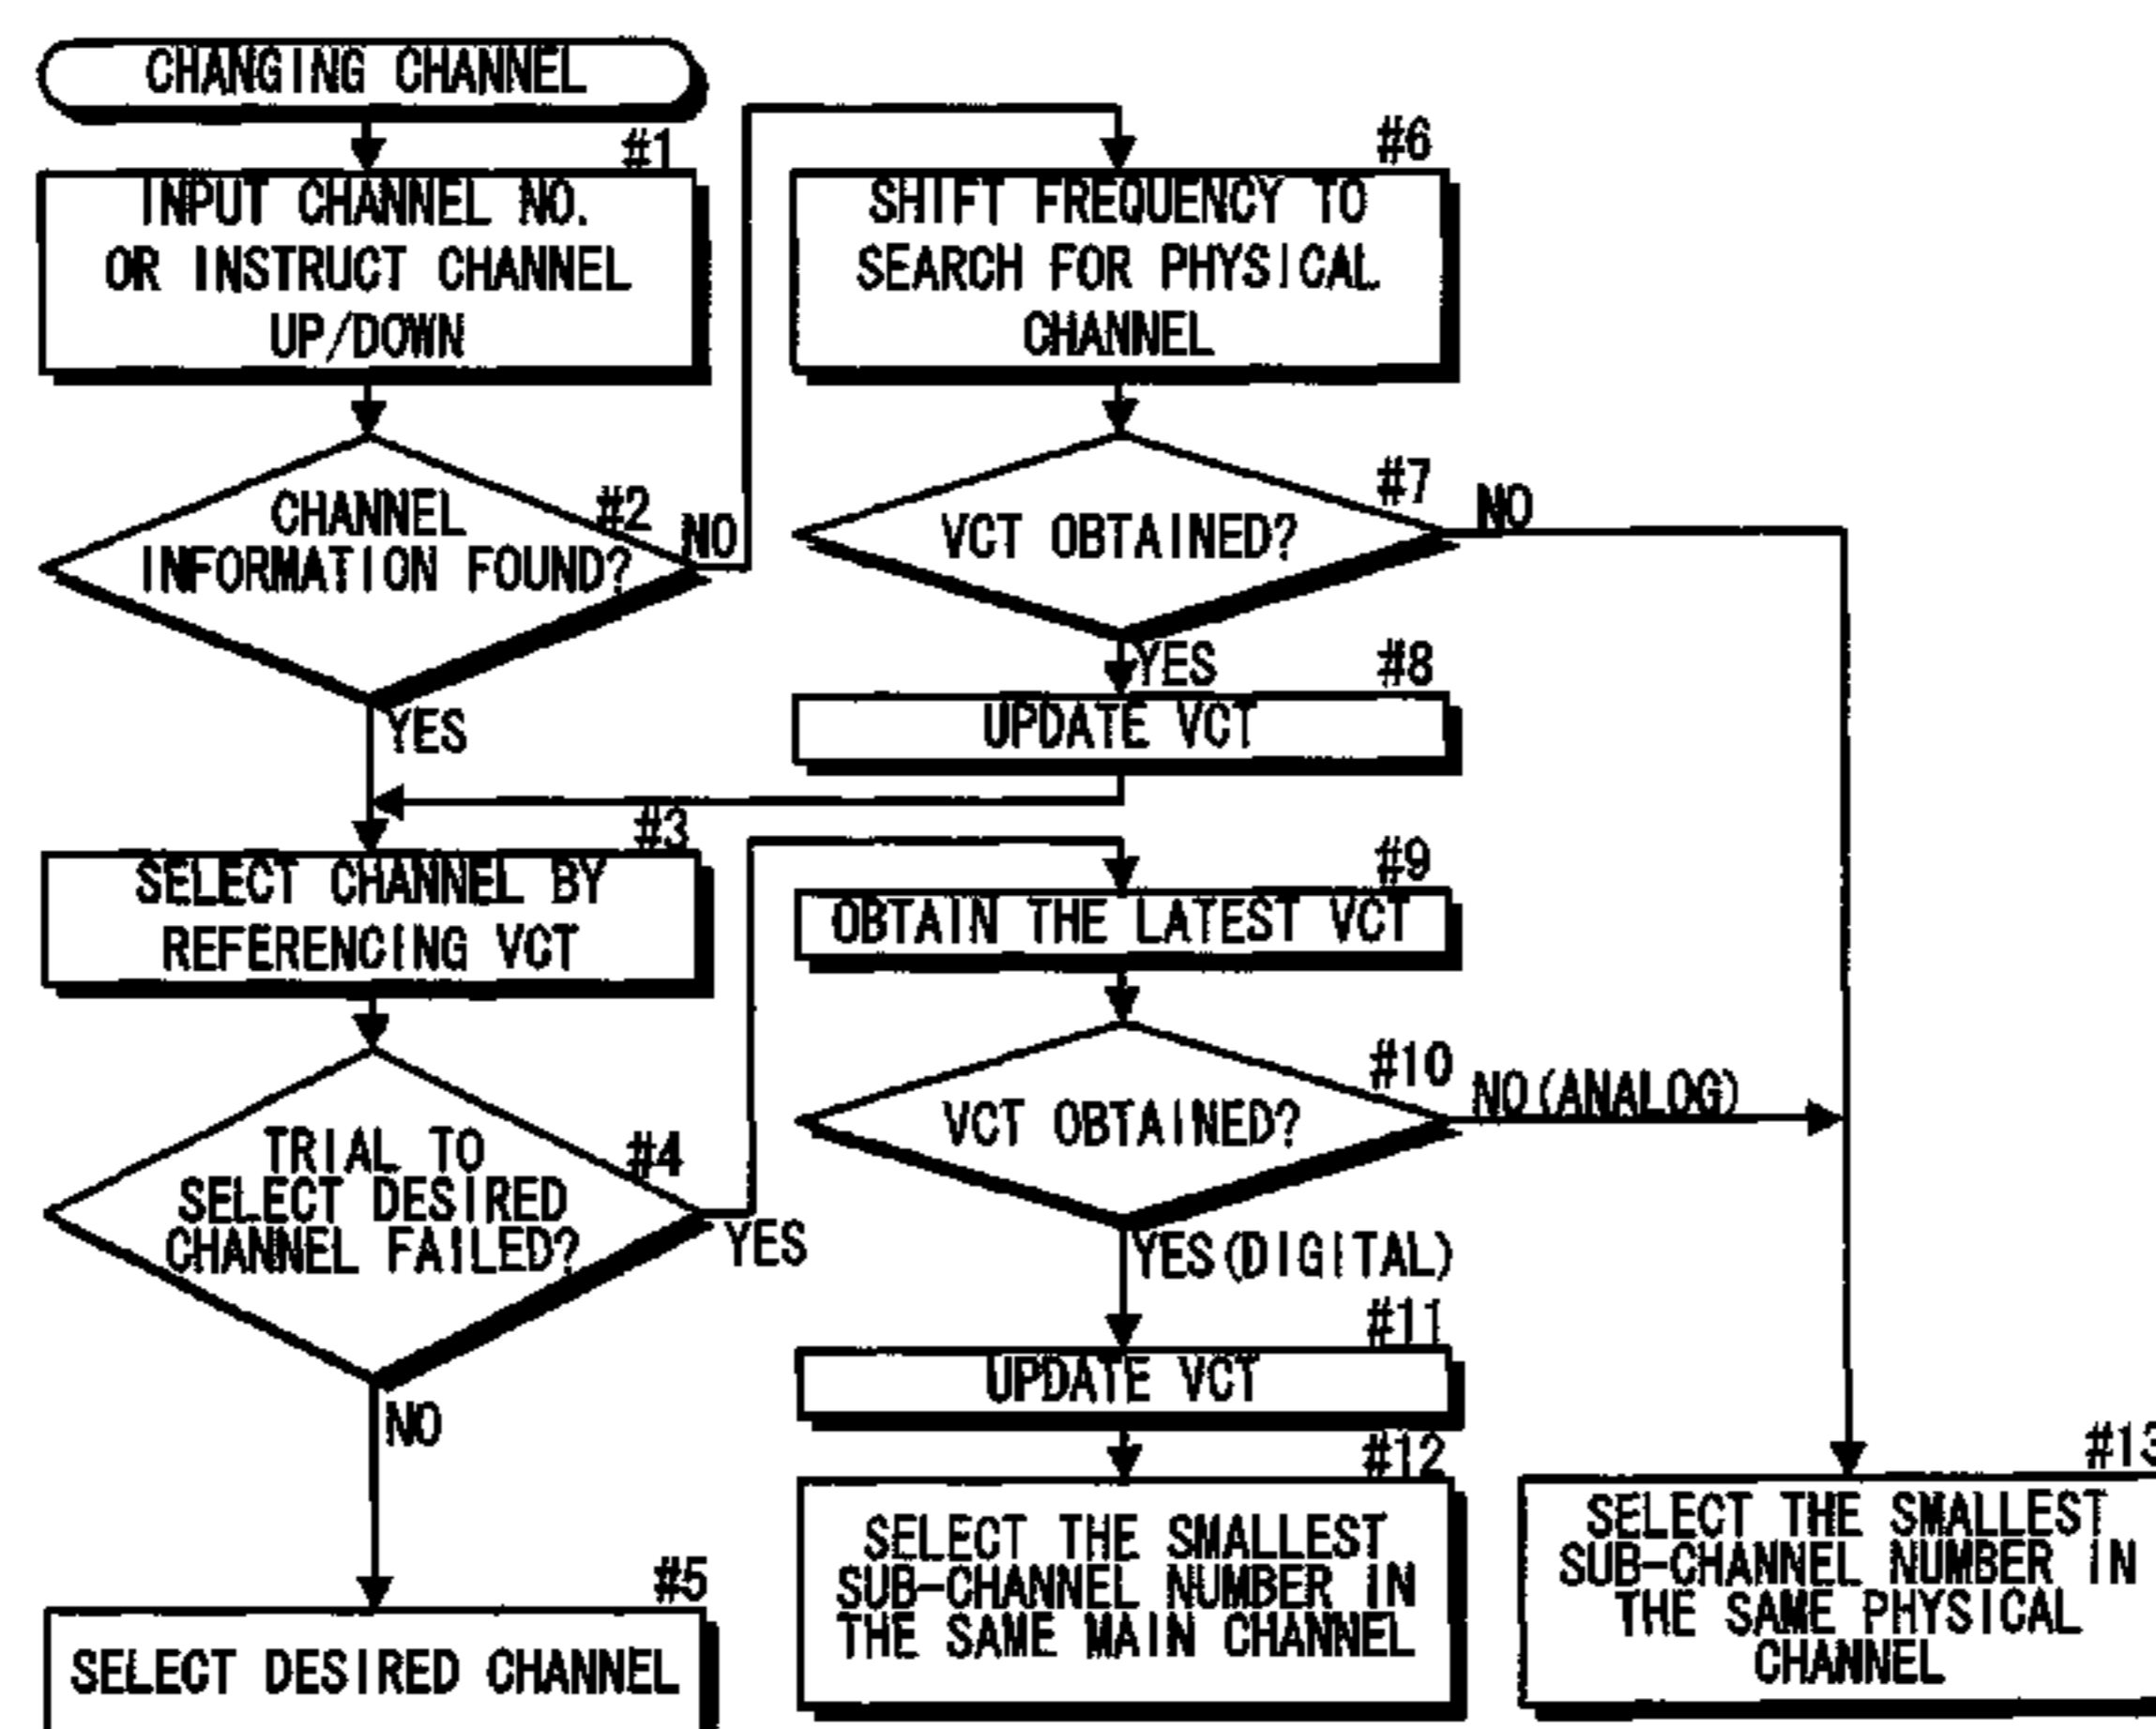 CHANGING CHANNEL
#1
INPUT CHANNEL NO.
OR INSTRUCT CHANNEL
UP/DOWN
#2
CHANNEL
INFORMATION FOUND?
NO
YES
#3
SELECT CHANNEL BY
REFERENCING VCT
#4
TRIAL TO
SELECT DESIRED
CHANNEL FAILED?
YES
NO
#5
SELECT DESIRED CHANNEL
#6
SHIFT FREQUENCY TO
SEARCH FOR PHYSICAL
CHANNEL
#7
VCT OBTAINED?
NO
YES
#8
UPDATE VCT
#9
OBTAIN THE LATEST VCT
#10
VCT OBTAINED?
NO(ANALOG)
YES(DIGITAL)
#11
UPDATE VCT
#12
SELECT THE SMALLEST
SUB-CHANNEL NUMBER IN
THE SAME MAIN CHANNEL
#13
SELECT THE SMALLEST
SUB-CHANNEL NUMBER IN
THE SAME PHYSICAL
CHANNEL